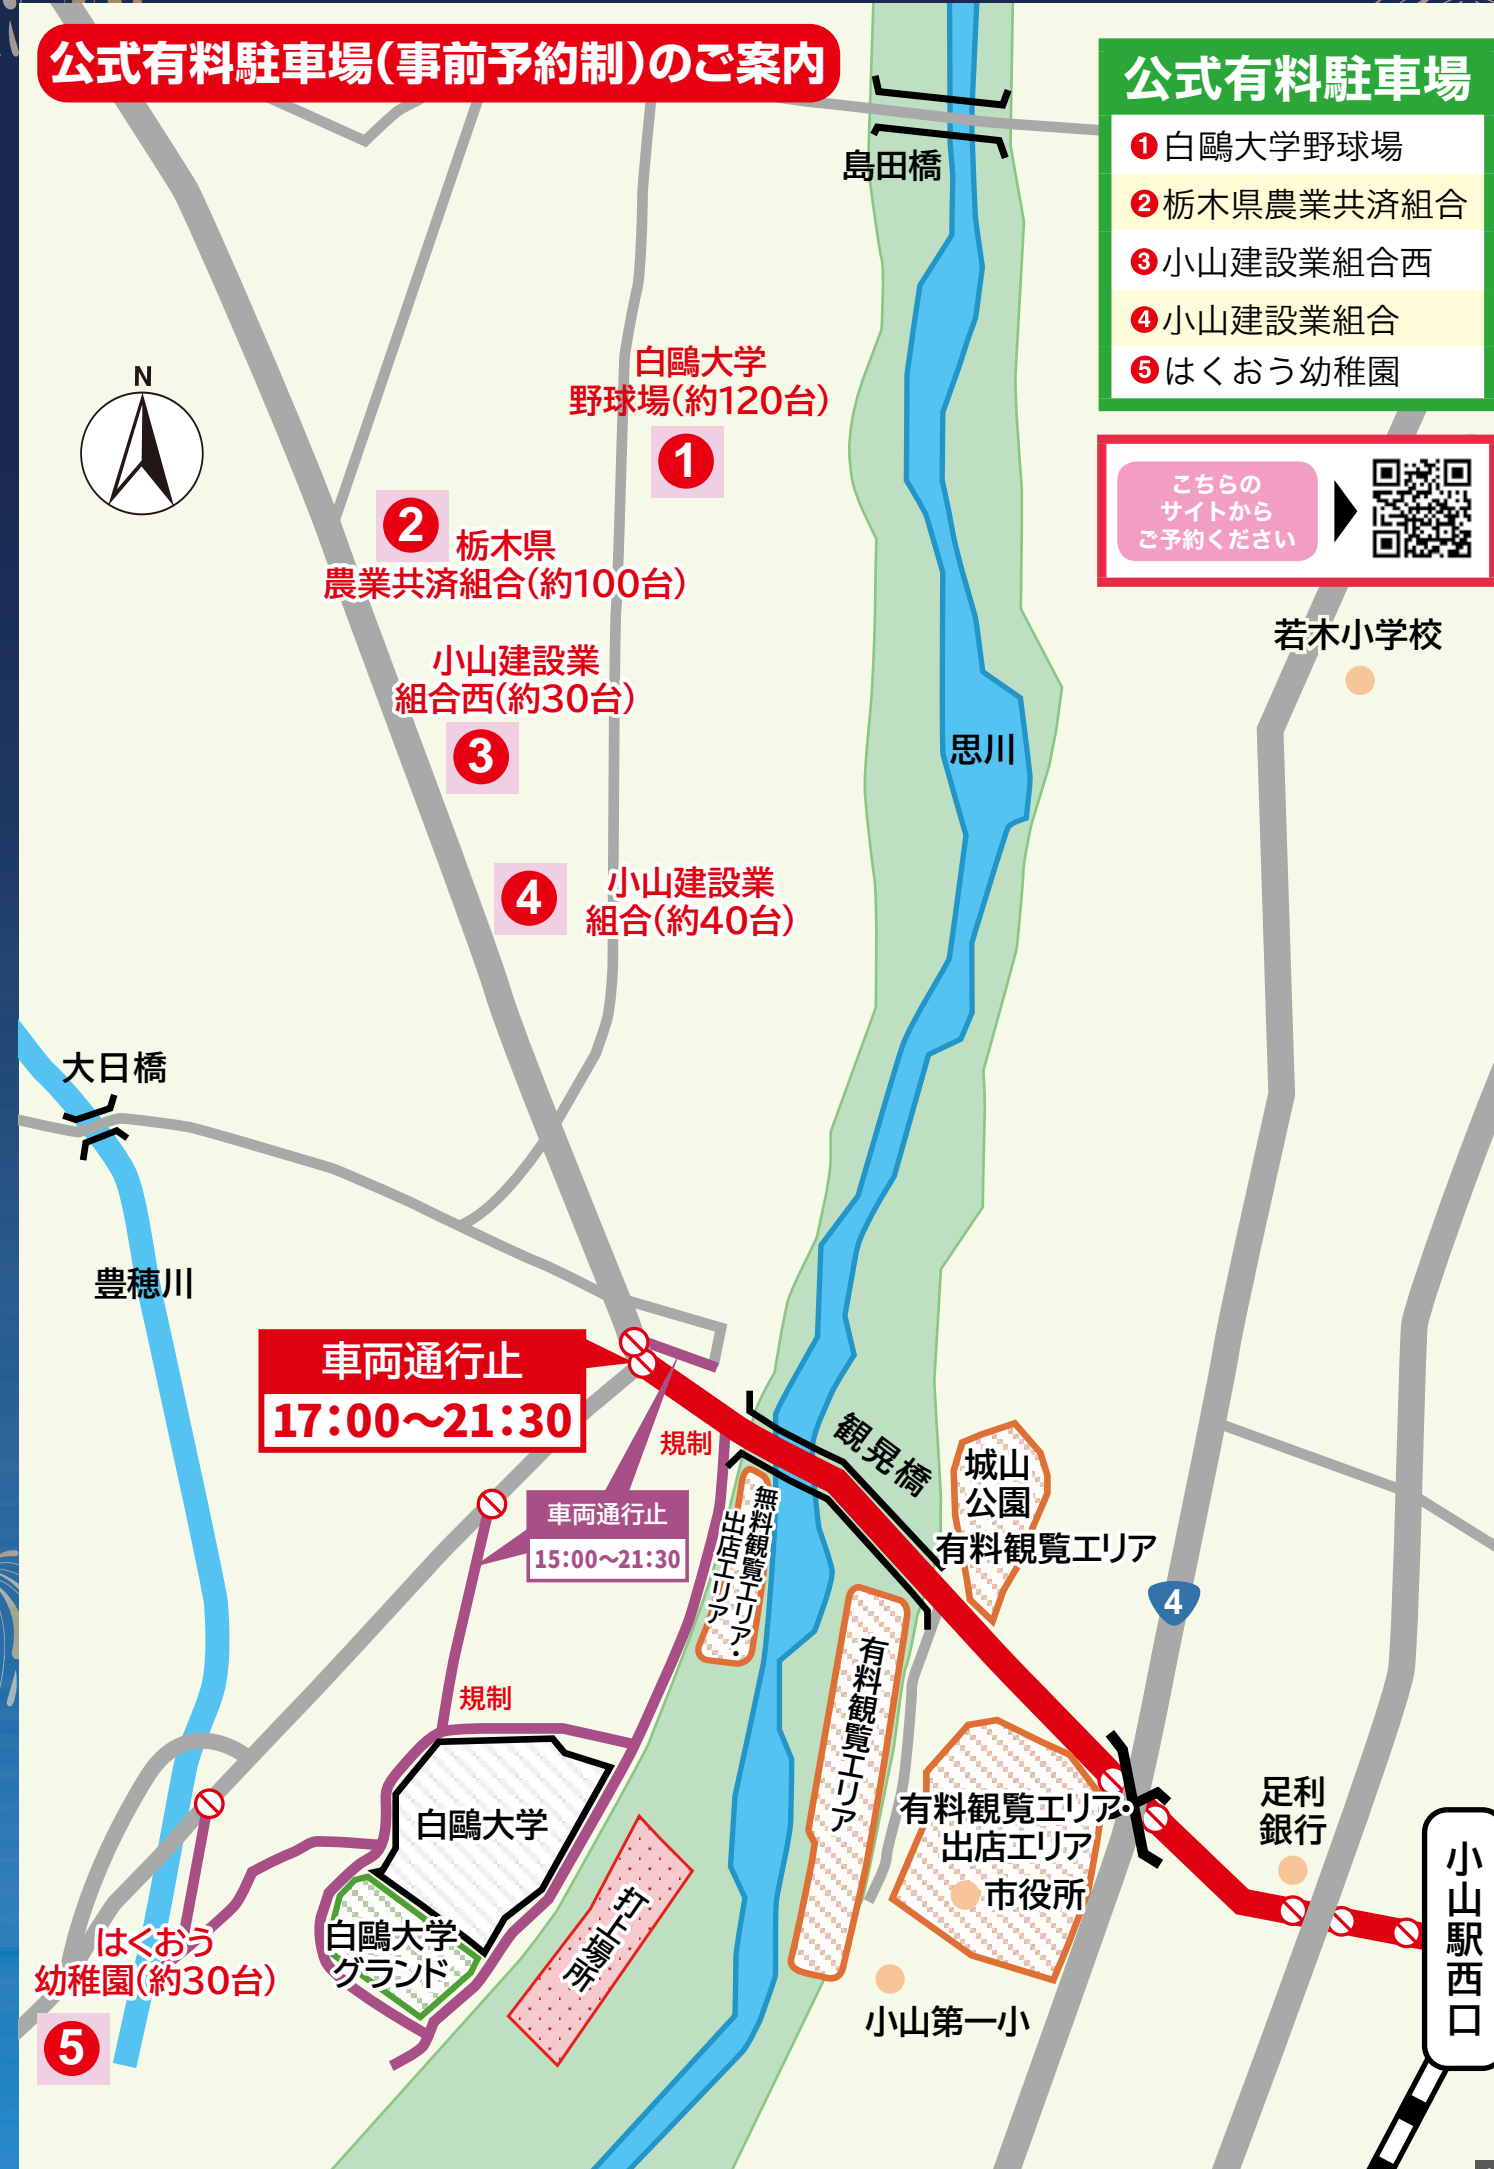 公式有料駐車場(事前予約制)のご案内
公式有料駐車場
❶白鷗大学野球場
❷栃木県農業共済組合
❸小山建設業組合西
❹小山建設業組合
❺はくおう幼稚園
こちらの
サイトから
ご予約ください
島田橋
N
白鷗大学
野球場(約120台)
1
2
栃木県
農業共済組合(約100台)
小山建設業
組合西(約30台)
3
若木小学校
思川
4
小山建設業
組合(約40台)
大日橋
豊穂川
車両通行止
17:00〜21:30
規制
観晃橋
城山
公園
有料観覧エリア
車両通行止
15:00〜21:30
無料観覧エリア・
出店エリア
4
有料観覧エリア
規制
白鷗大学
有料観覧エリア・
出店エリア
市役所
足利
銀行
小山駅西口
打上場所
白鷗大学
グランド
はくおう
幼稚園(約30台)
5
小山第一小